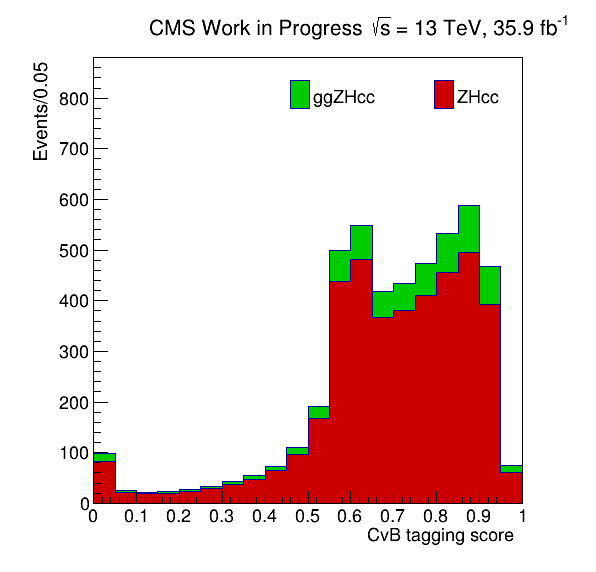 CMS Work in Progress √s = 13 TeV, 35.9 fb⁻¹
Events/0.05
ggZHcc ZHcc
800
700
600
500
400
300
200
100
0
0 0.1 0.2 0.3 0.4 0.5 0.6 0.7 0.8 0.9 1
CvB tagging score